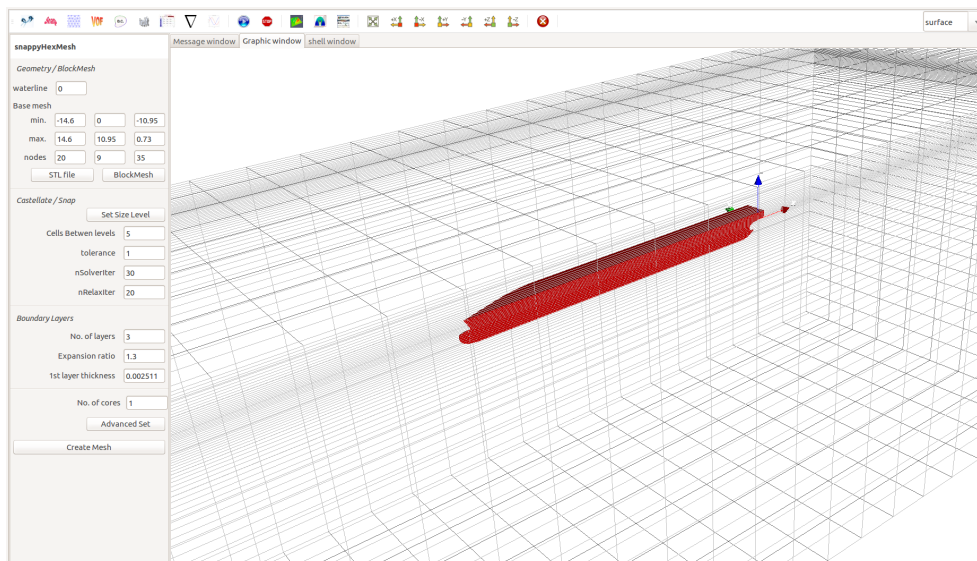 VOF
STOP
surface
Message window Graphic window shell window
snappyHexMesh
Geometry / BlockMesh
waterline 0
Base mesh
min. -14.6 0 -10.95
max. 14.6 10.95 0.73
nodes 20 9 35
STL file BlockMesh
Castellate / Snap
Set Size Level
Cells Betwen levels 5
tolerance 1
nSolverIter 30
nRelaxIter 20
Boundary Layers
No. of layers 3
Expansion ratio 1.3
1st layer thickness 0.002511
No. of cores 1
Advanced Set
Create Mesh